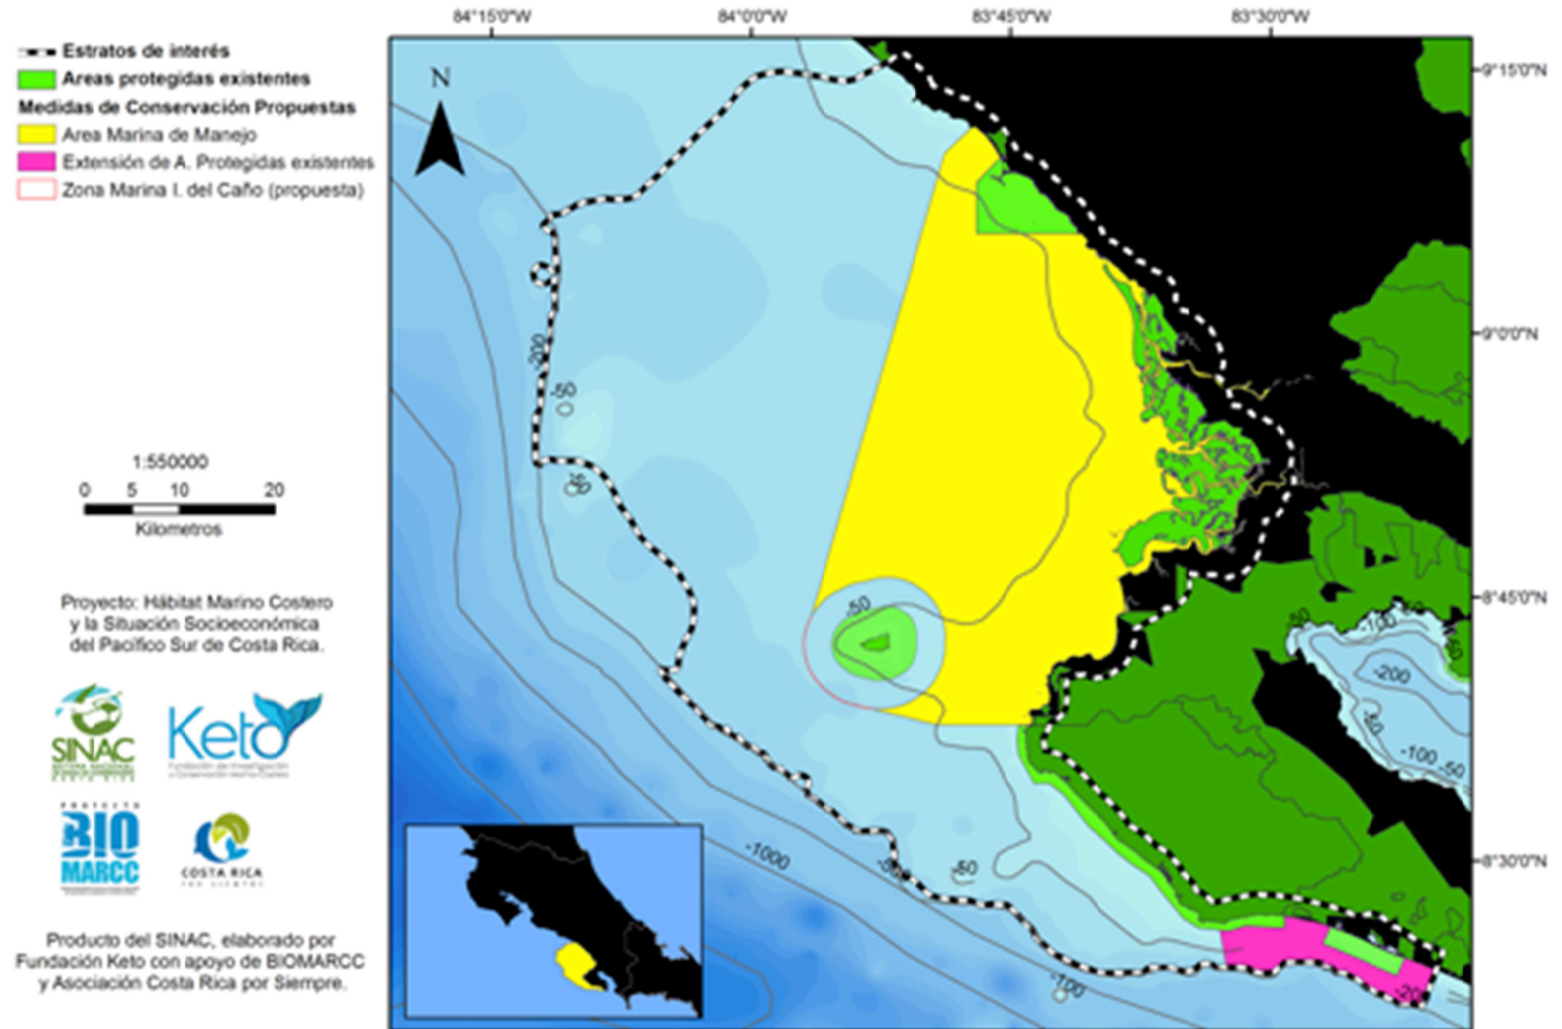 84°15'0"W
84°0'0"W
83°45'0"W
83°30'0"W
Estratos de interés
Areas protegidas existentes
Medidas de Conservación Propuestas
Area Marina de Manejo
Extensión de A. Protegidas existentes
Zona Marina I. del Caño (propuesta)
N
9°15'0"N
9°0'0"N
8°45'0"N
8°30'0"N
-200
-50
-50
-50
-50
-100
-200
-50
-100
-50
-1000
-50
-100
1:550000
0 5 10 20
Kilometros
Proyecto: Hábitat Marino Costero
y la Situación Socioeconómica
del Pacífico Sur de Costa Rica.
SINAC
Keto
PROYECTO
BIO
MARCC
COSTA RICA
POR SIEMPRE
Producto del SINAC, elaborado por
Fundación Keto con apoyo de BIOMARCC
y Asociación Costa Rica por Siempre.